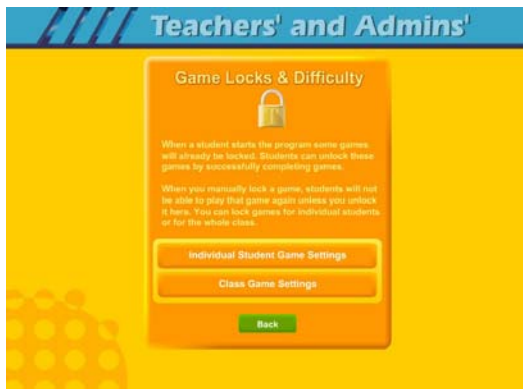 Teachers' and Admins'
Game Locks & Difficulty
When a student starts the program some games
will already be locked. Students can unlock these
games by successfully completing games.
When you manually lock a game, students will not
be able to play that game again unless you unlock
it here. You can lock games for individual students
or for the whole class.
Individual Student Game Settings
Class Game Settings
Back